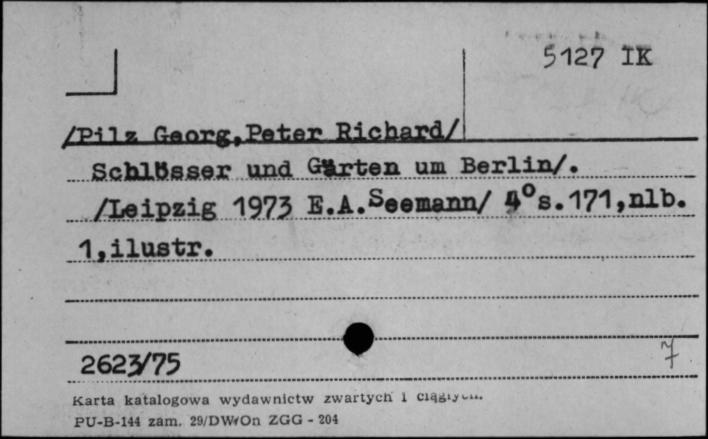 5127 IK
/Pilz Georg,Peter Richard/
Schlösser und Gärten um Berlin/.
/Leipzig 1973 E.A.Seemann/ 4°s.171,nlb.
1,ilustr.
2623/75
7
Karta katalogowa wydawnictw zwartych i ciągłych.
PU-B-144 zam. 29/DWOn ZGG - 204